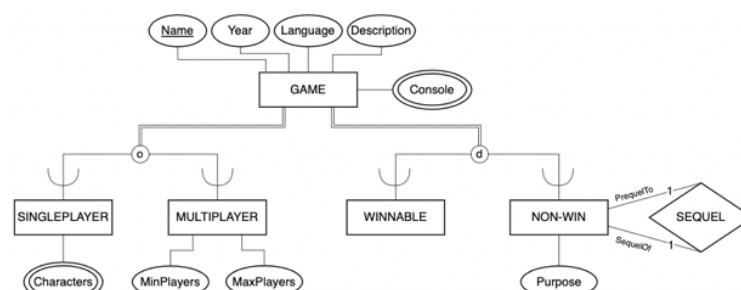 Name Year Language Description
GAME Console
o d
SINGLEPLAYER MULTIPLAYER WINNABLE NON-WIN PrequelTo 1 SEQUEL
SequelOf 1
Characters MinPlayers MaxPlayers Purpose